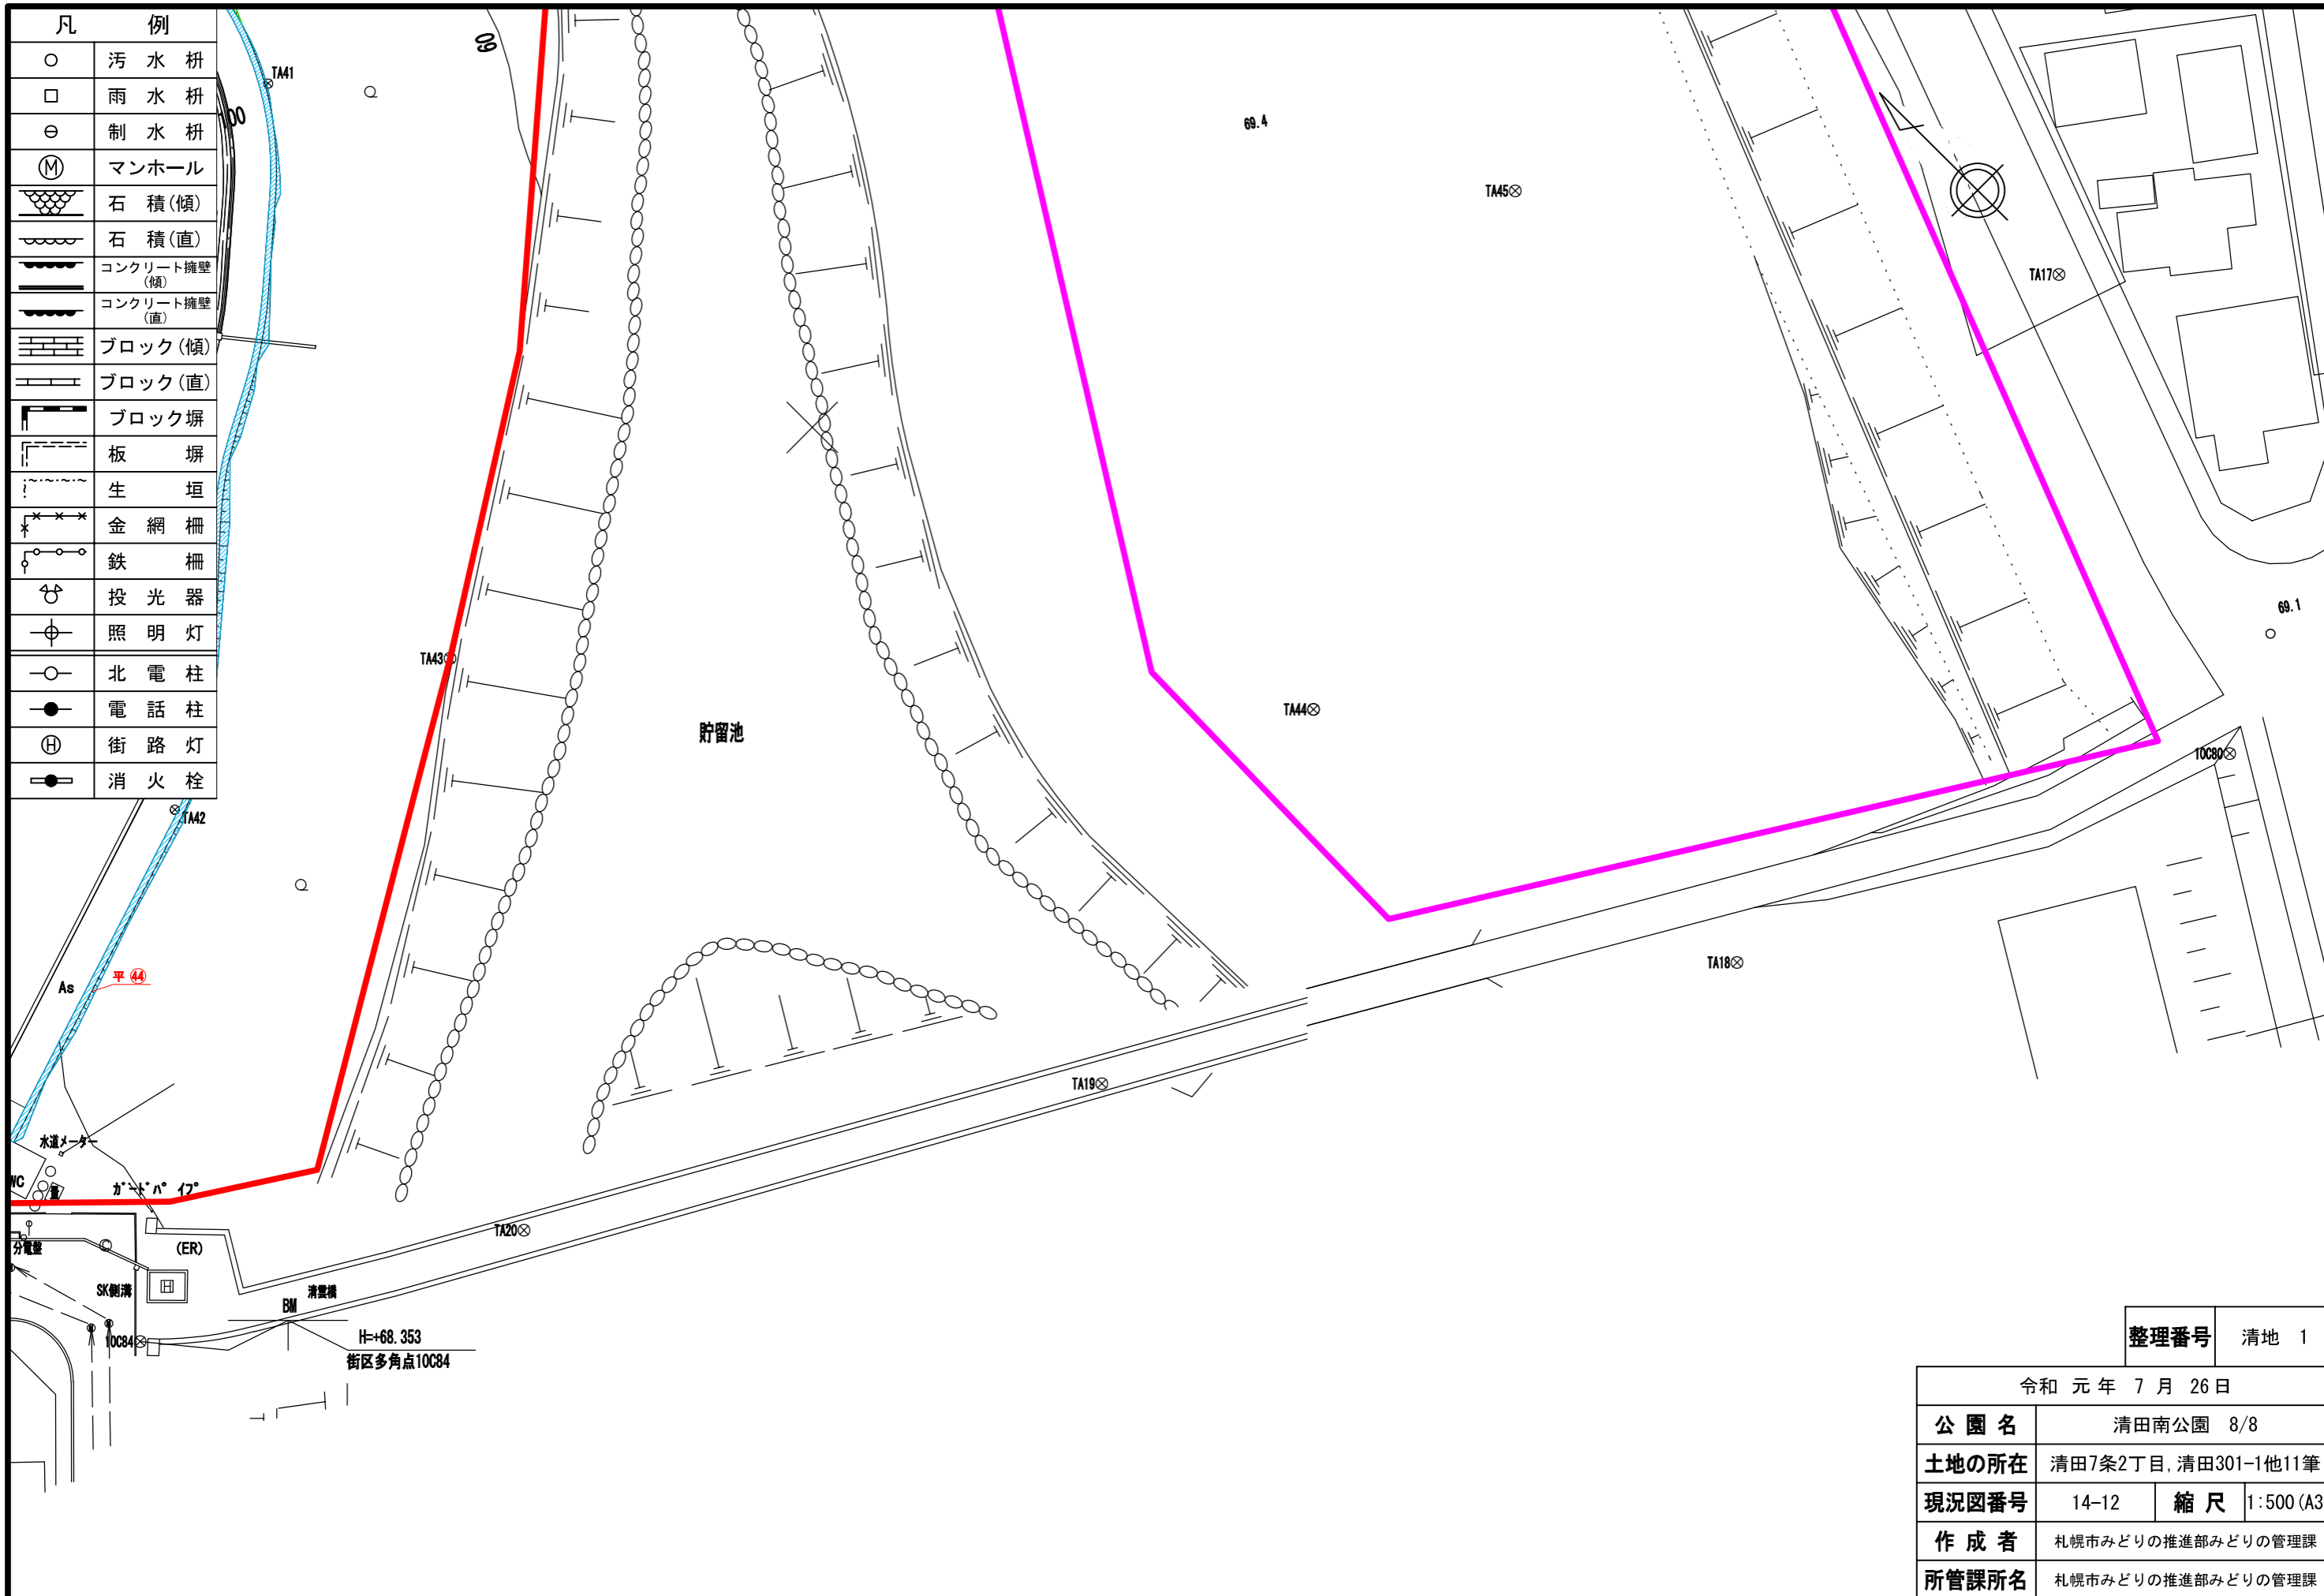 凡 例
汚水枡
雨水枡
制水枡
マンホール
石 積(傾)
石 積(直)
コンクリート擁壁
(傾)
コンクリート擁壁
(直)
ブロック(傾)
ブロック(直)
ブロック塀
板 塀
生 垣
金網柵
鉄 柵
投光器
照明灯
北電柱
電話柱
街路灯
消火栓
TA41
60
69.4
TA45
TA17
TA43
TA44
貯留池
69.1
10C80
TA42
As
平 44
TA18
TA19
水道メーター
WC
ガードパイプ
TA20
分電盤
(ER)
SK側溝
H
清雲橋
BM
10C84
H=+68.353
街区多角点10C84
整理番号 清地 1
令和 元年 7 月 26日
公園名 清田南公園 8/8
土地の所在 清田7条2丁目,清田301-1他11筆
現況図番号 14-12 縮尺 1:500(A3
作成者 札幌市みどりの推進部みどりの管理課
所管課所名 札幌市みどりの推進部みどりの管理課